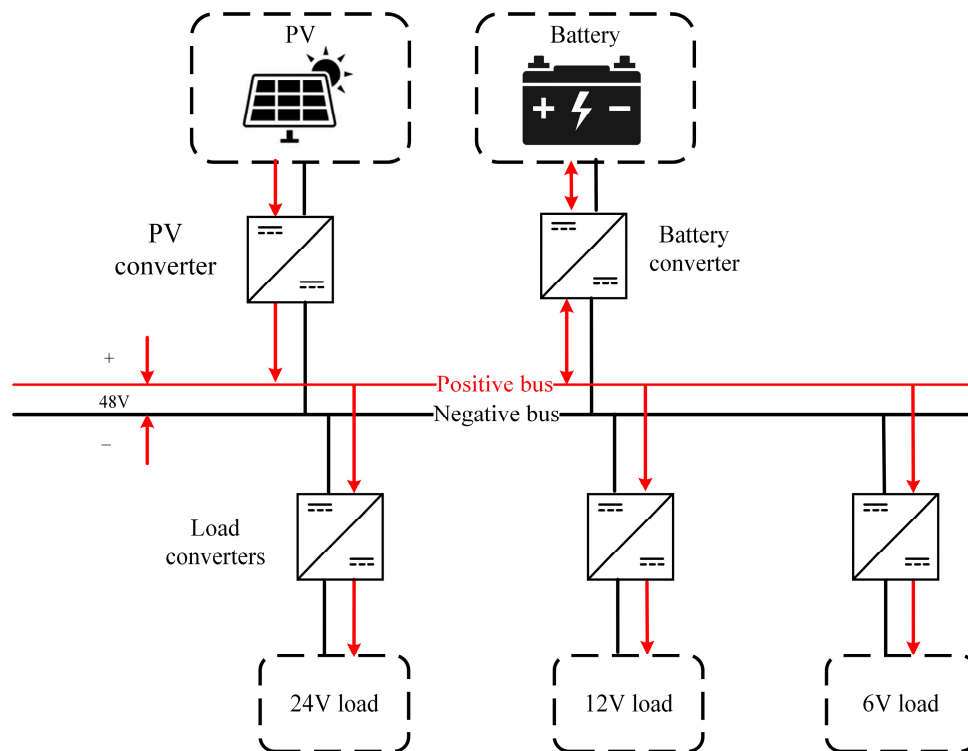 PV
Battery
+ −
PV
converter
Battery
converter
+
Positive bus
48V
Negative bus
−
Load
converters
24V load
12V load
6V load